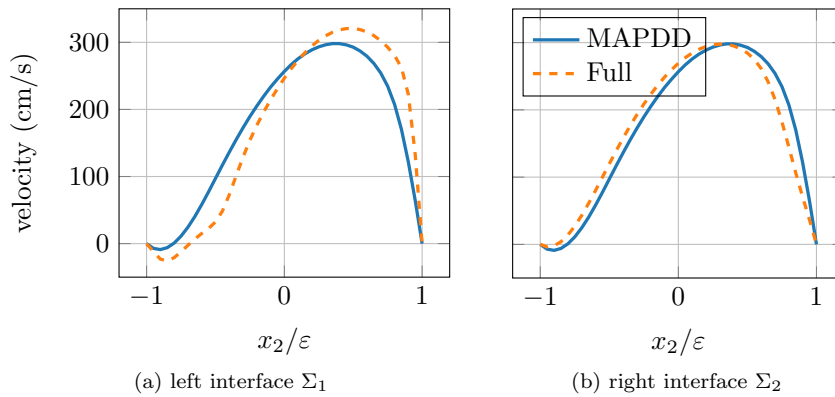 velocity (cm/s)
300
200
100
0
−1
0
1
x₂/ε
(a) left interface Σ₁
MAPDD
Full
−1
0
1
x₂/ε
(b) right interface Σ₂